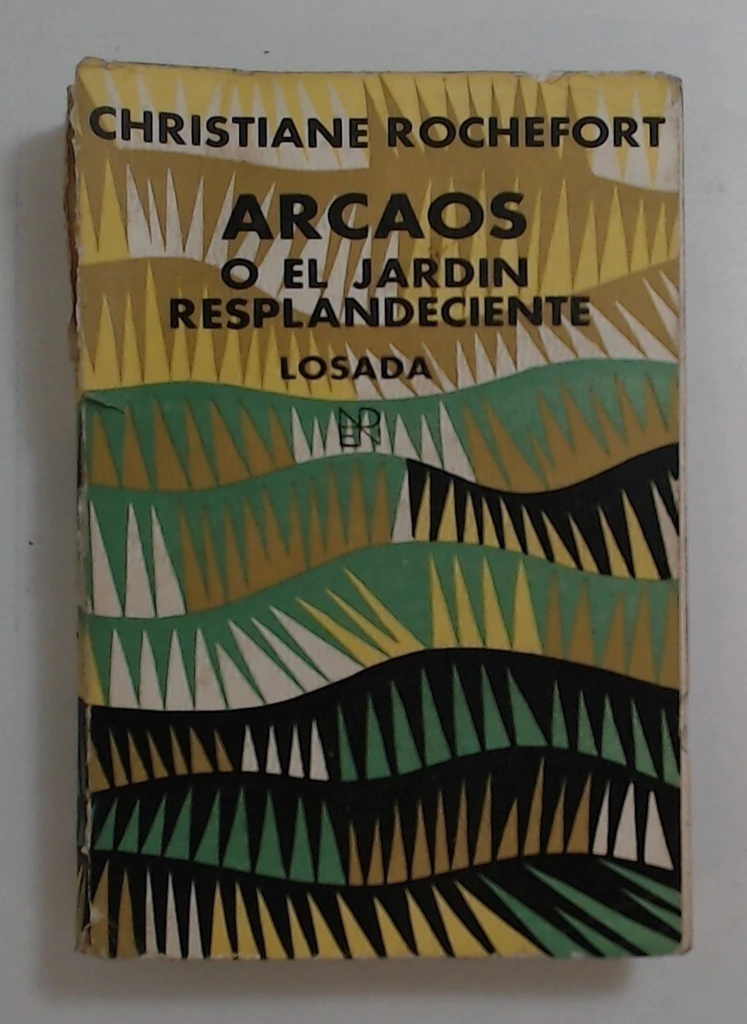 CHRISTIANE ROCHEFORT
ARCAOS
O EL JARDIN
RESPLANDECIENTE
LOSADA